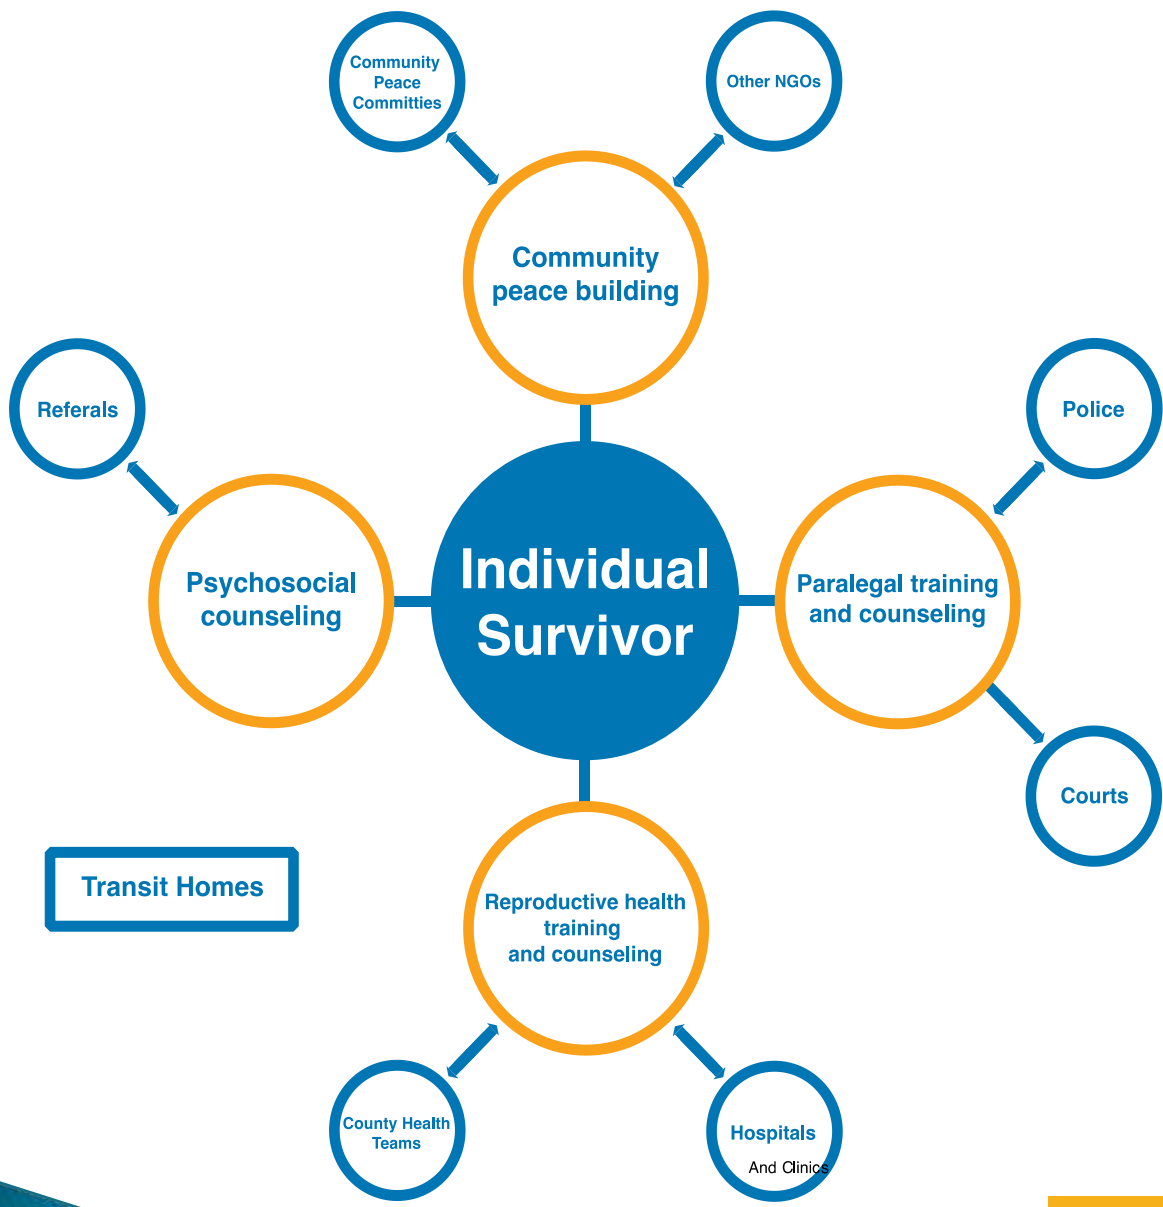 Community
Peace
Committies
Other NGOs
Community
peace building
Referals
Police
Psychosocial
counseling
Individual
Survivor
Paralegal training
and counseling
Courts
Transit Homes
Reproductive health
training
and counseling
County Health
Teams
Hospitals
And Clinics